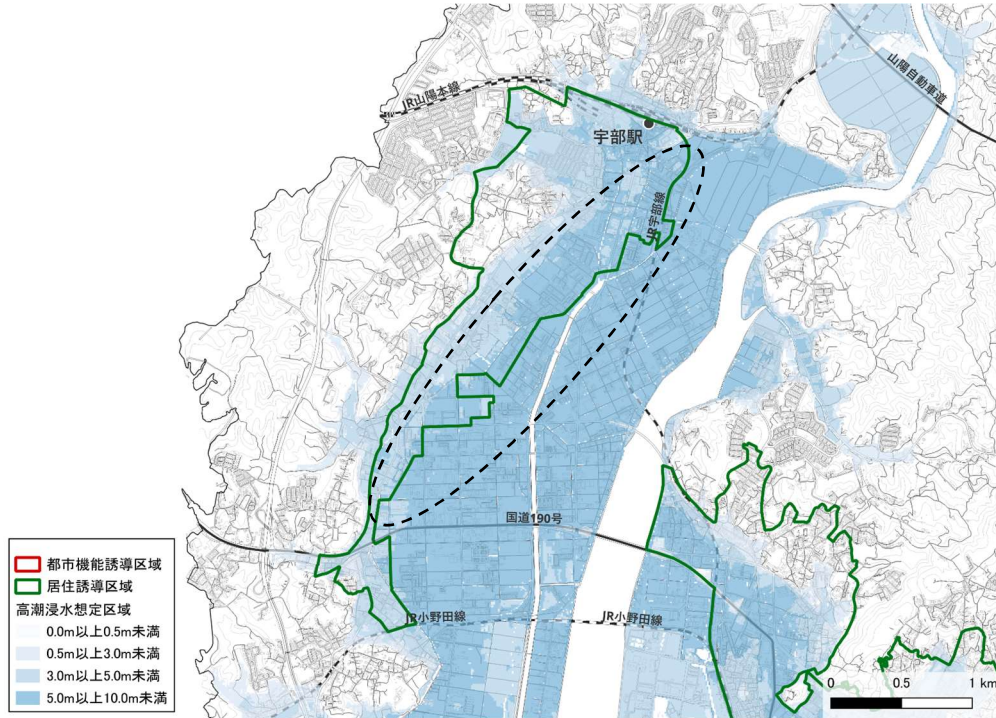 JR山陽本線
山陽自動車道
宇部駅
JR宇部線
国道190号
JR小野田線
JR小野田線
都市機能誘導区域
居住誘導区域
高潮浸水想定区域
0.0m以上0.5m未満
0.5m以上3.0m未満
3.0m以上5.0m未満
5.0m以上10.0m未満
0 0.5 1 km